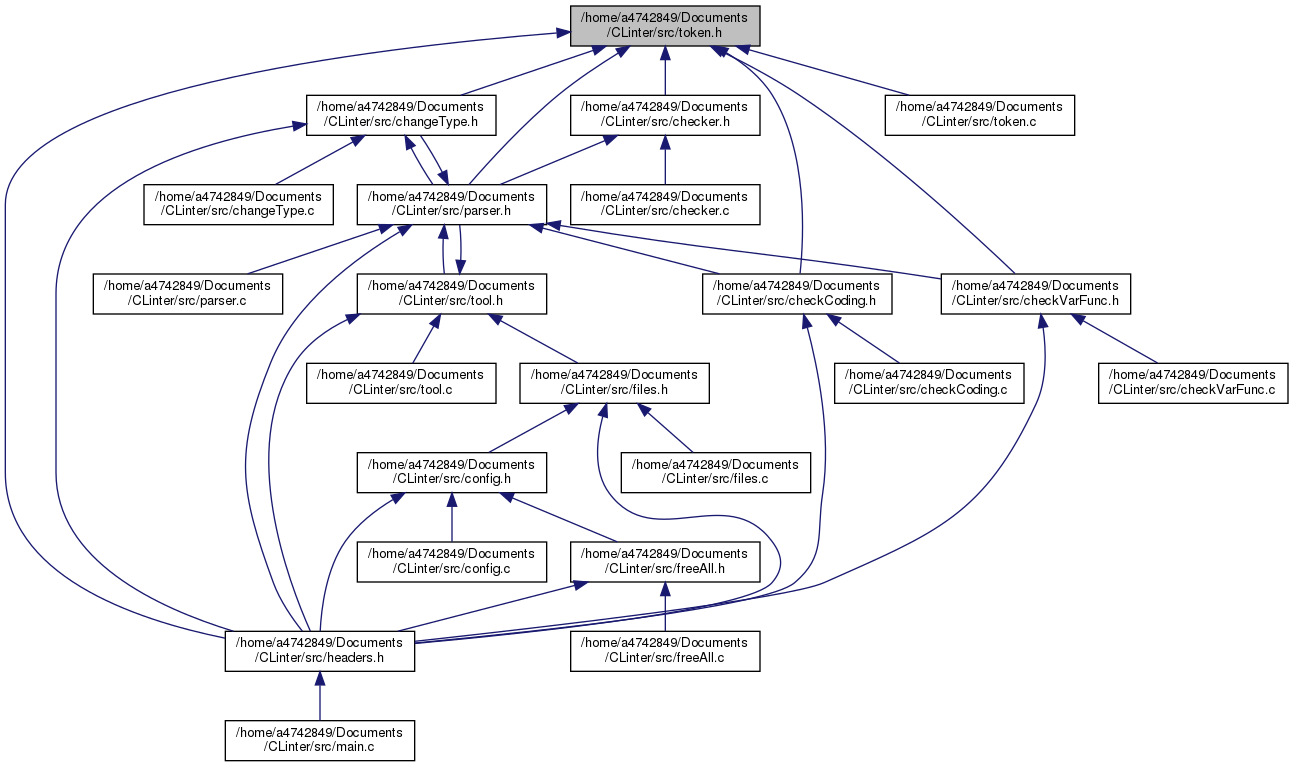 /home/a4742849/Documents
/CLinter/src/token.h
/home/a4742849/Documents
/CLinter/src/changeType.h
/home/a4742849/Documents
/CLinter/src/checker.h
/home/a4742849/Documents
/CLinter/src/token.c
/home/a4742849/Documents
/CLinter/src/changeType.c
/home/a4742849/Documents
/CLinter/src/parser.h
/home/a4742849/Documents
/CLinter/src/checker.c
/home/a4742849/Documents
/CLinter/src/parser.c
/home/a4742849/Documents
/CLinter/src/tool.h
/home/a4742849/Documents
/CLinter/src/checkCoding.h
/home/a4742849/Documents
/CLinter/src/checkVarFunc.h
/home/a4742849/Documents
/CLinter/src/tool.c
/home/a4742849/Documents
/CLinter/src/files.h
/home/a4742849/Documents
/CLinter/src/checkCoding.c
/home/a4742849/Documents
/CLinter/src/checkVarFunc.c
/home/a4742849/Documents
/CLinter/src/config.h
/home/a4742849/Documents
/CLinter/src/files.c
/home/a4742849/Documents
/CLinter/src/config.c
/home/a4742849/Documents
/CLinter/src/freeAll.h
/home/a4742849/Documents
/CLinter/src/headers.h
/home/a4742849/Documents
/CLinter/src/freeAll.c
/home/a4742849/Documents
/CLinter/src/main.c